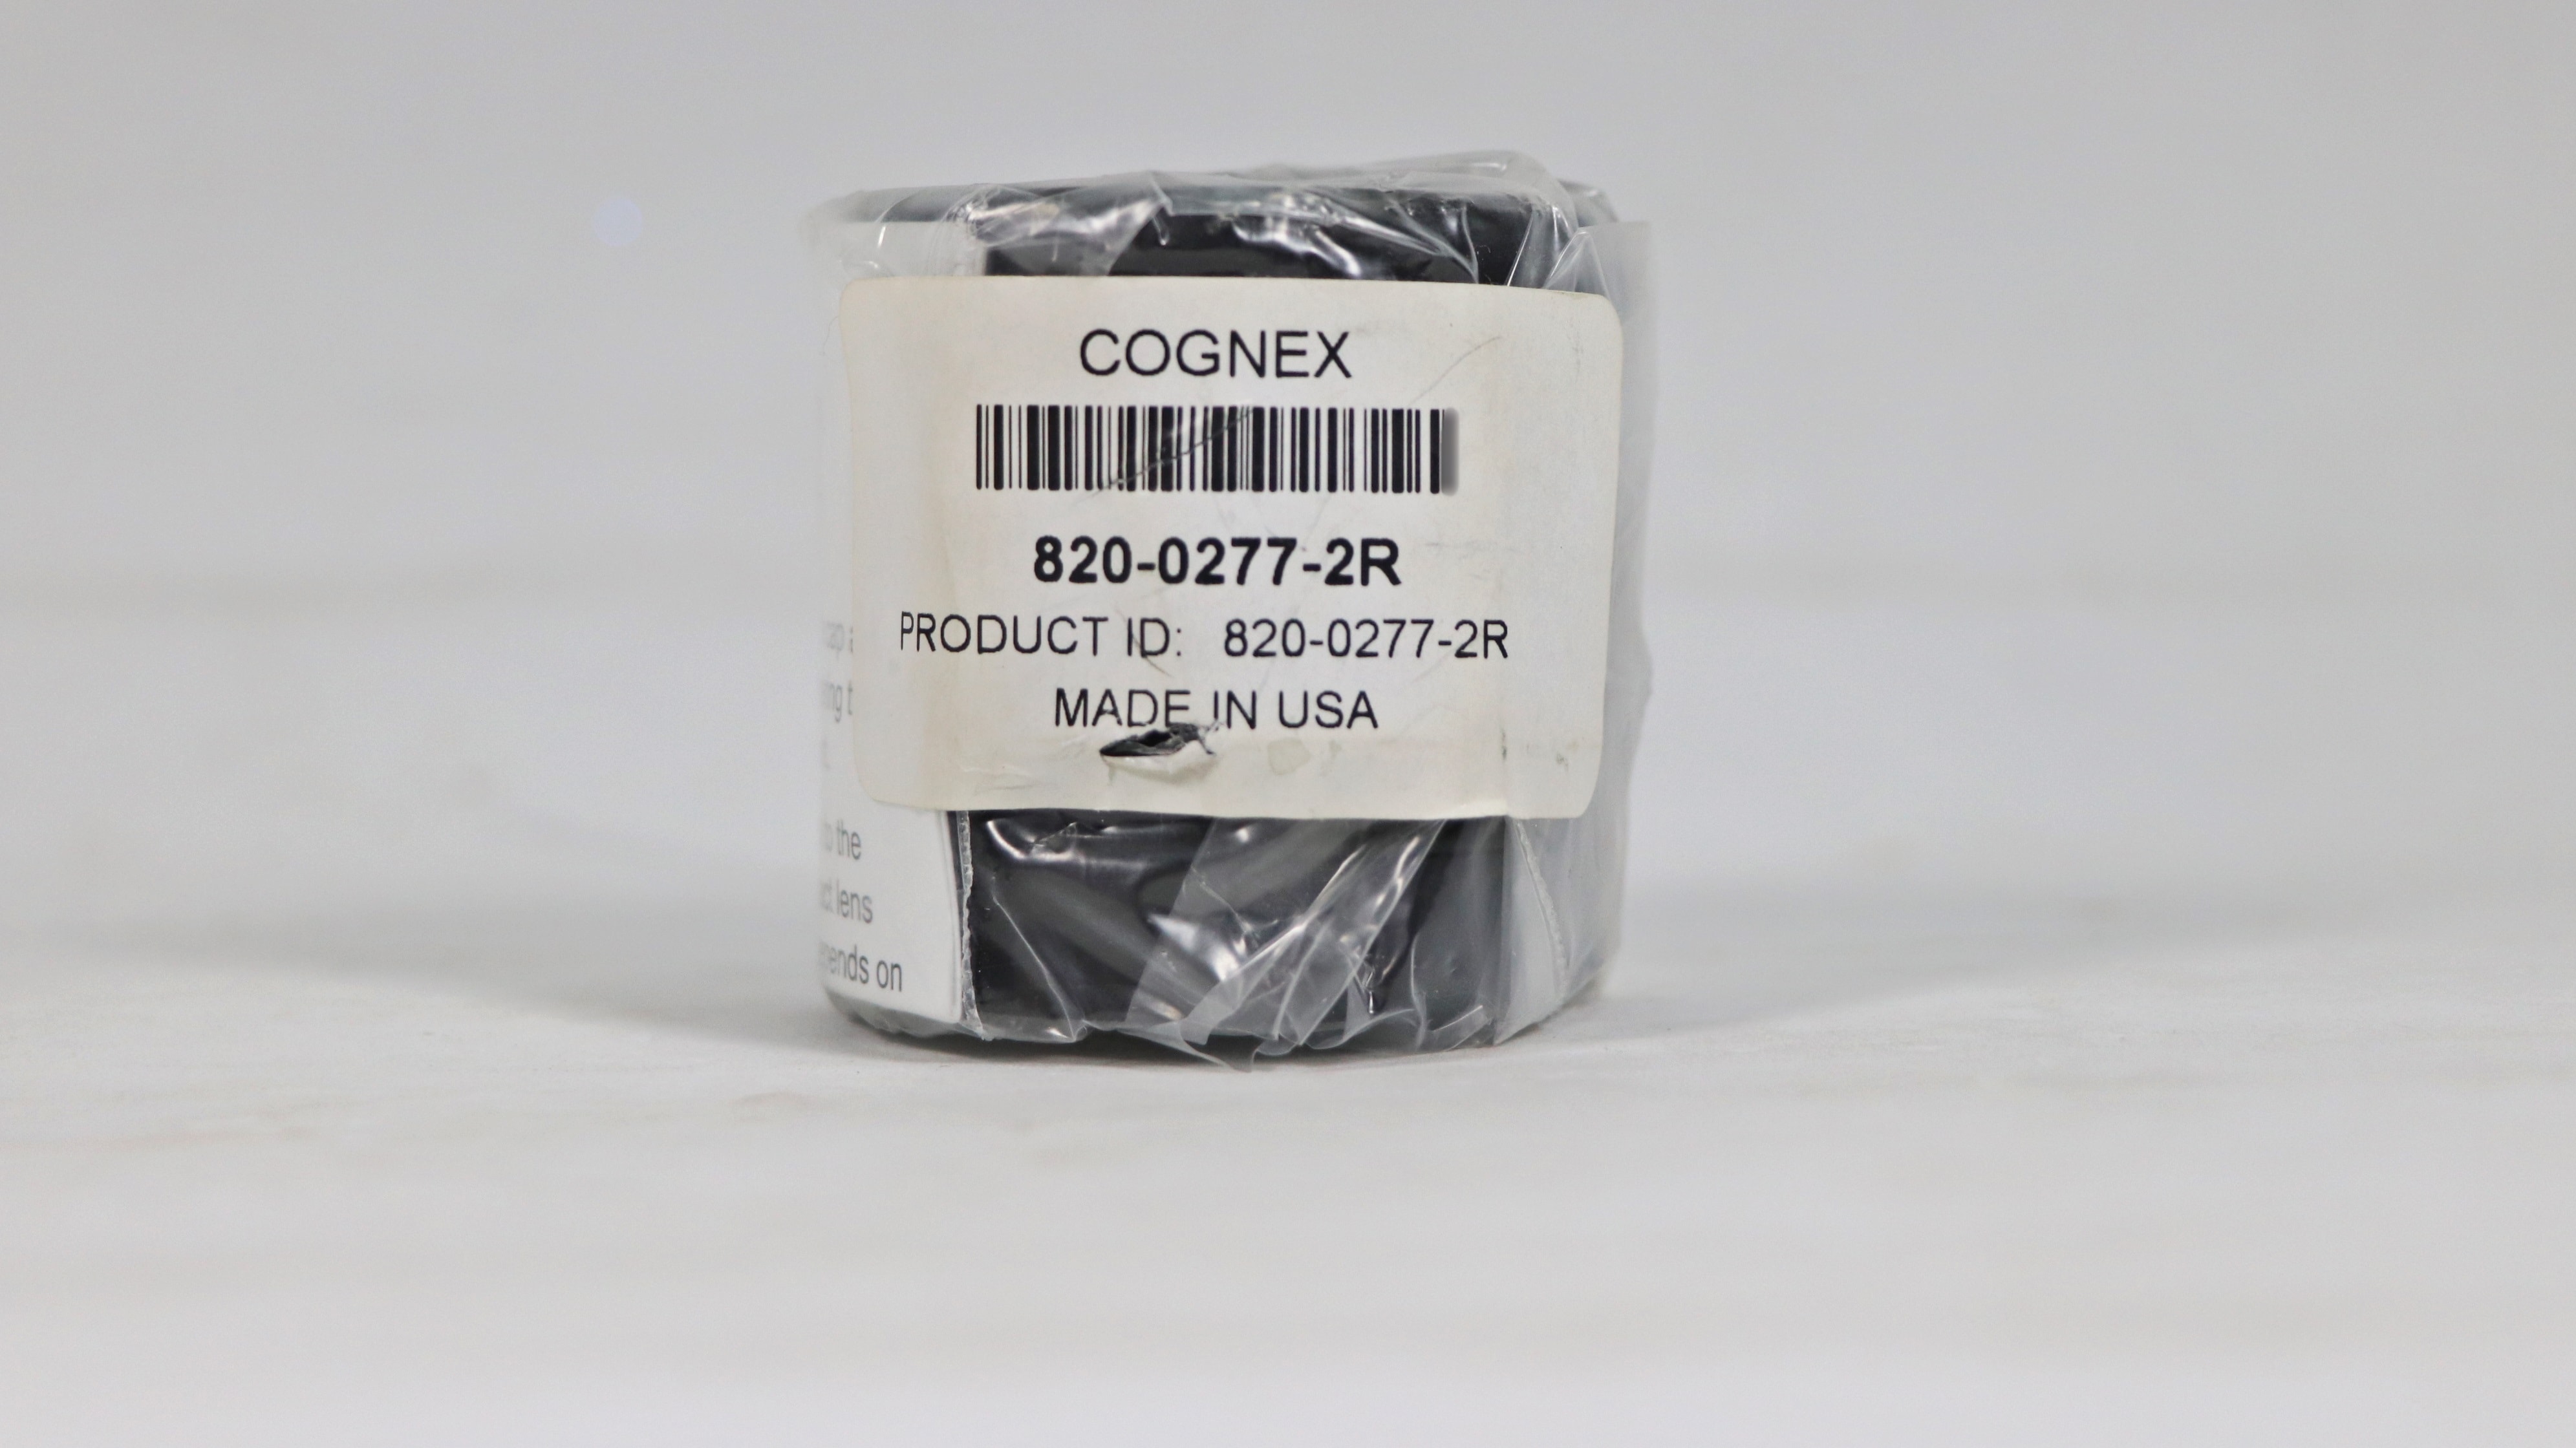 COGNEX
820-0277-2R
PRODUCT ID: 820-0277-2R
MADE IN USA
the
lens
on